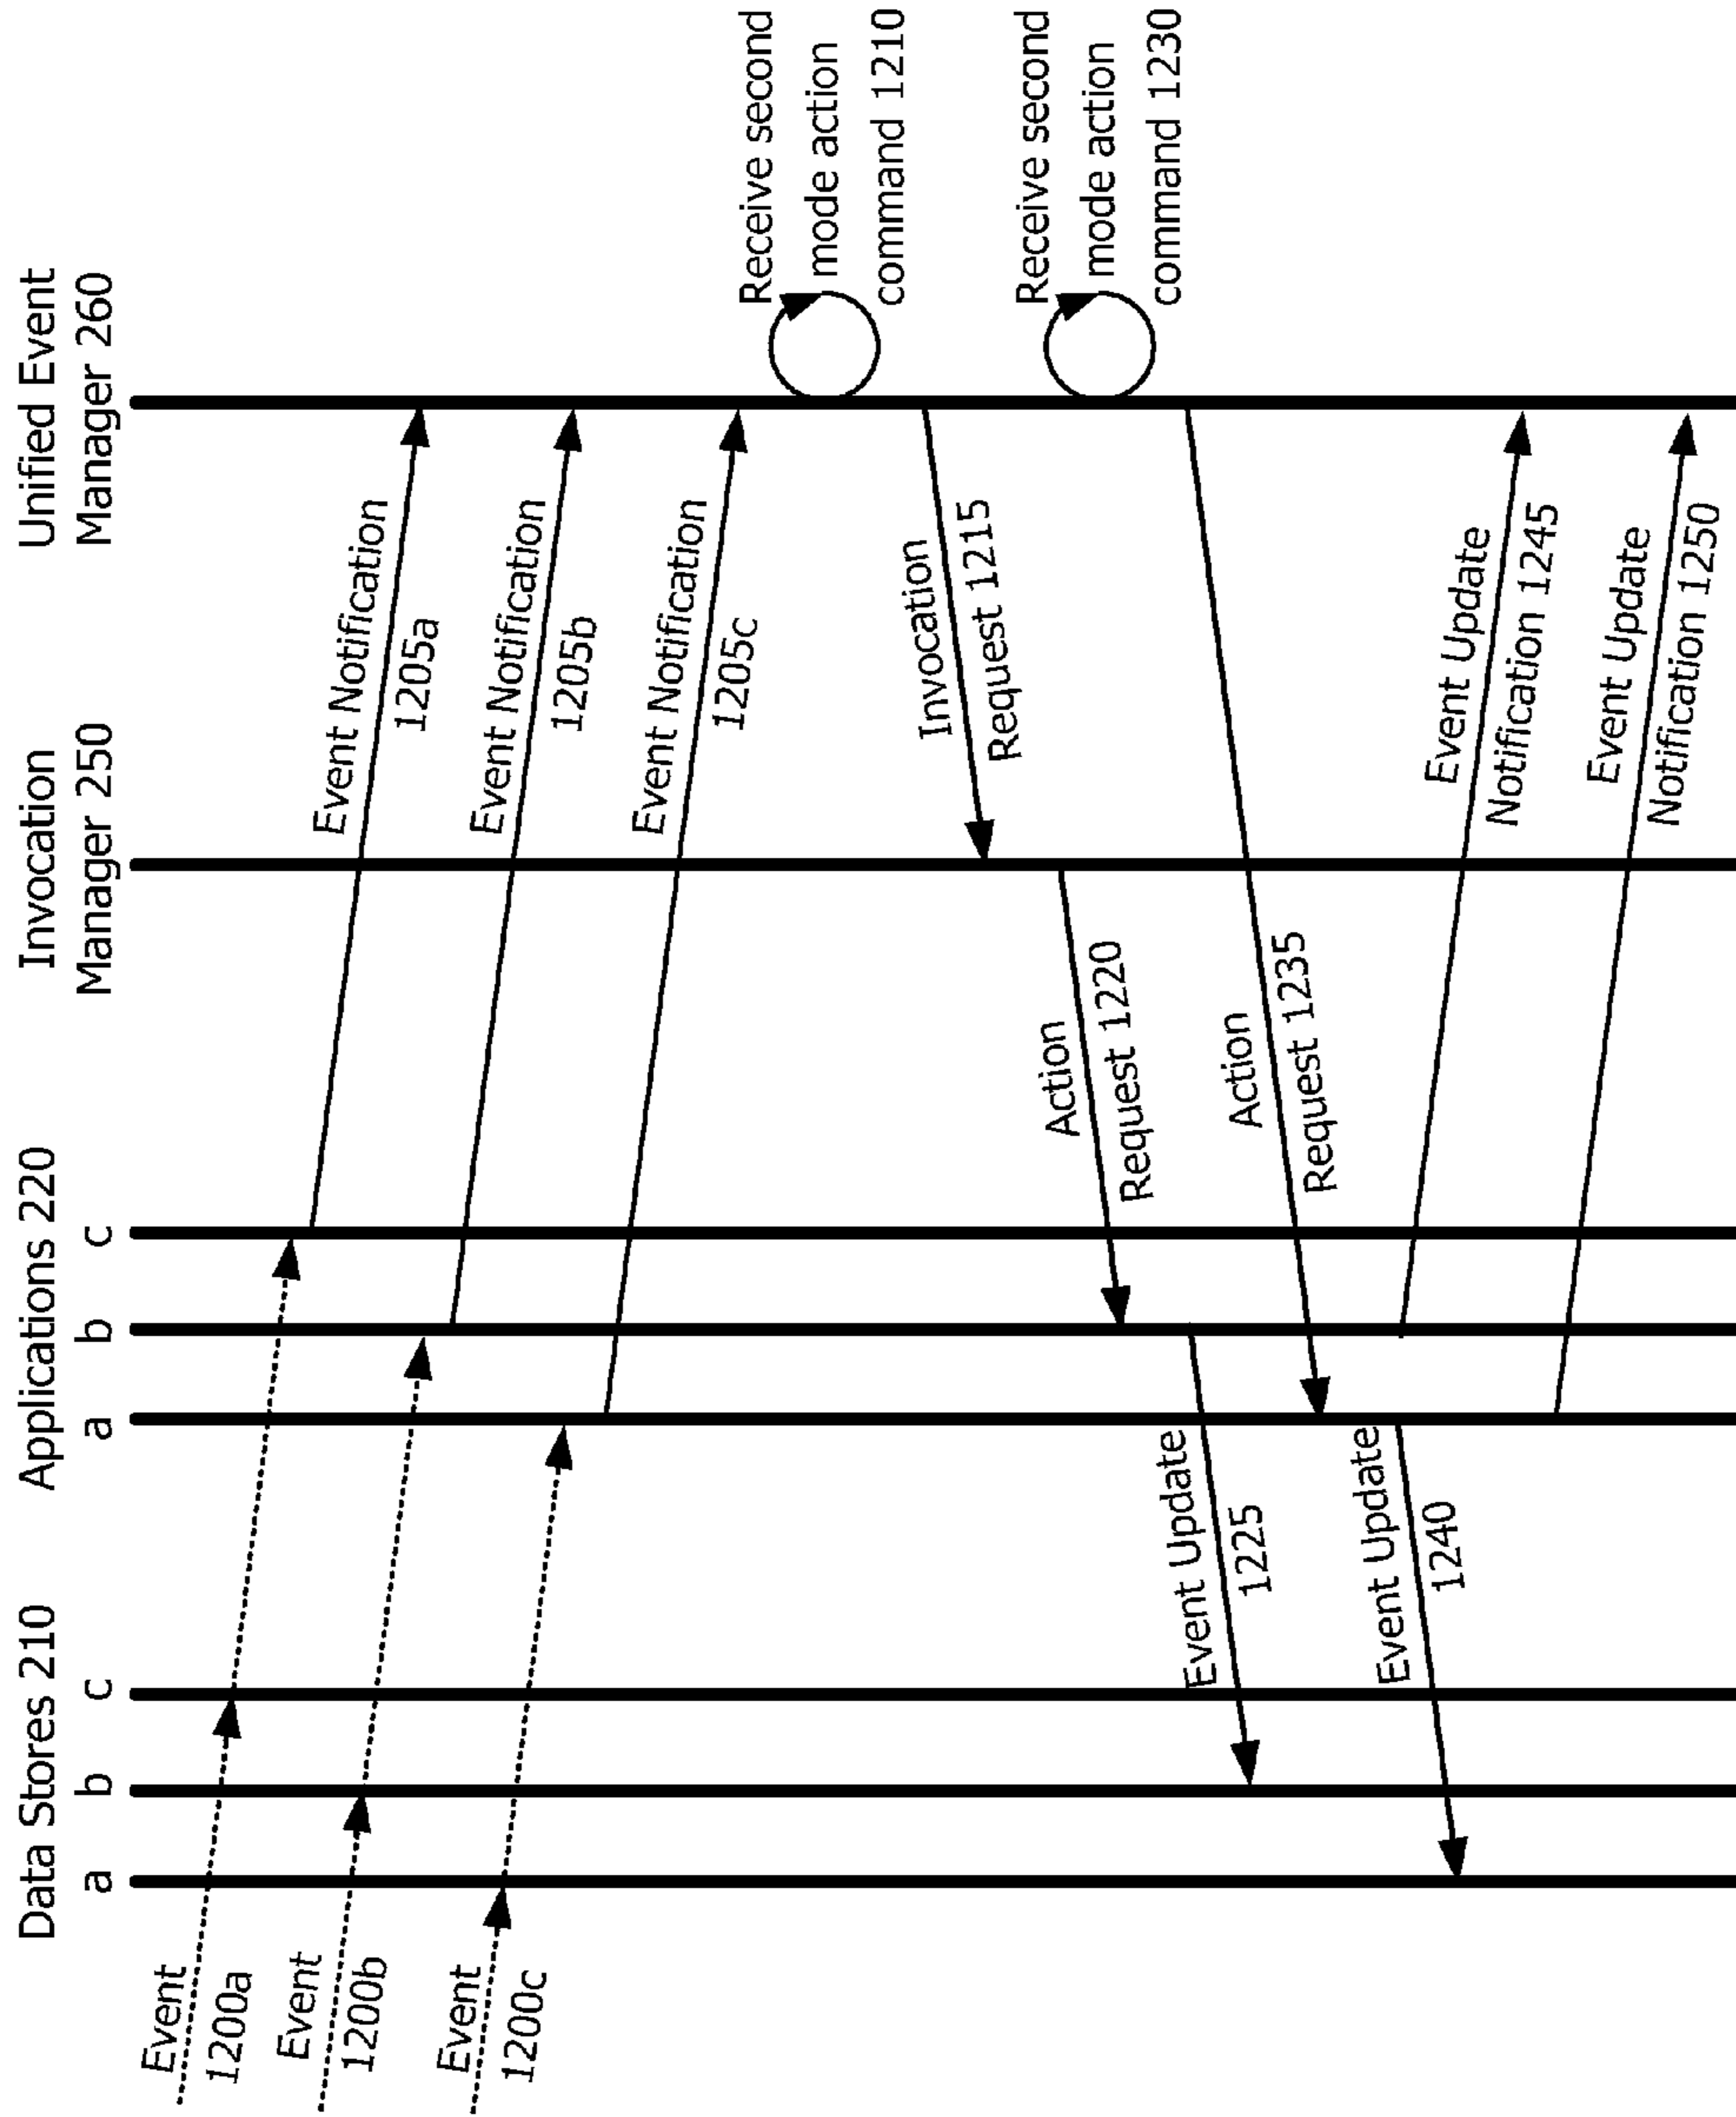 Data Stores 210
a
b
c
Applications 220
a
b
c
Invocation
Manager 250
Unified Event
Manager 260
Event
1200a
Event
1200b
Event
1200c
Event Notification
1205a
Event Notification
1205b
Event Notification
1205c
Receive second
mode action
command 1210
Invocation
Request 1215
Action
Request 1220
Event Update
1225
Receive second
mode action
command 1230
Action
Request 1235
Event Update
1240
Event Update
Notification 1245
Event Update
Notification 1250